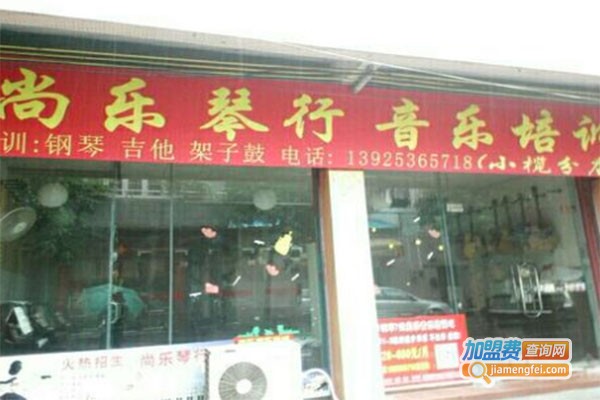 尚乐琴行 音乐培训
训:钢琴 吉他 架子鼓 电话: 13925365718(小榄分店
火热招生 尚乐琴行
加盟费查询网
jiamengfei.com